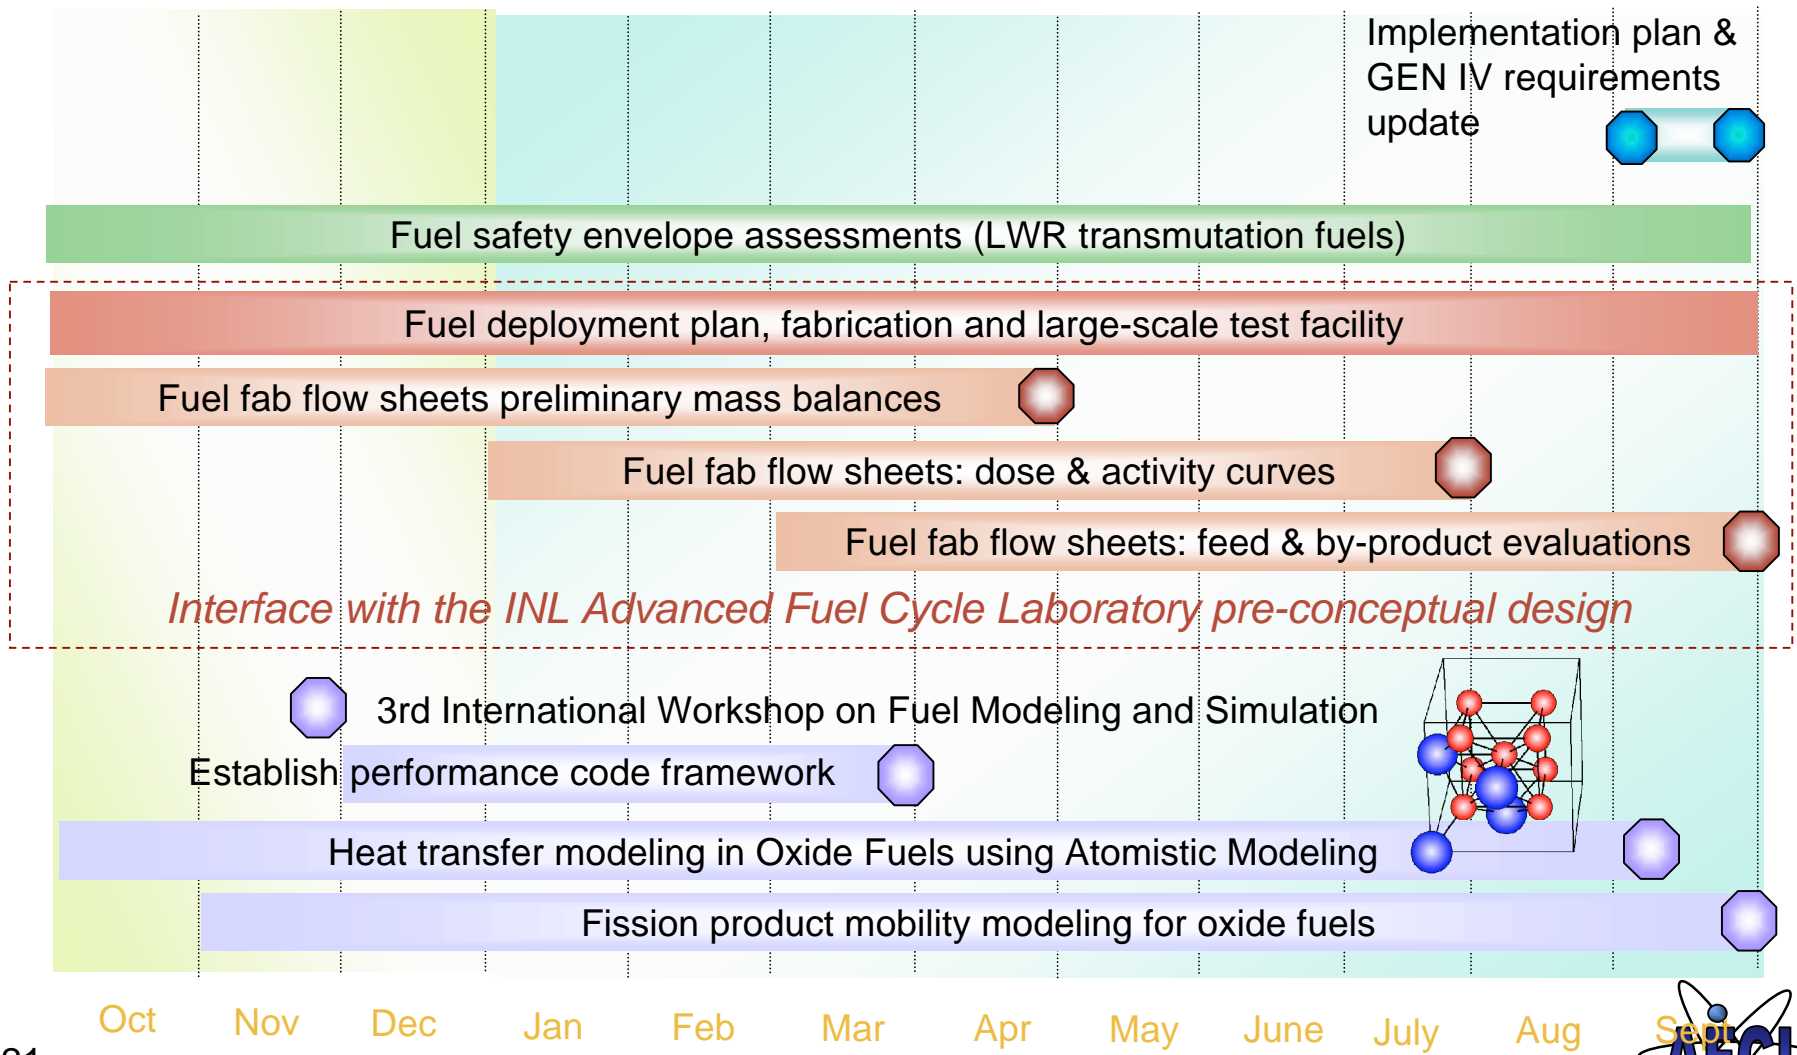 Implementation plan &
GEN IV requirements
update
Fuel safety envelope assessments (LWR transmutation fuels)
Fuel deployment plan, fabrication and large-scale test facility
Fuel fab flow sheets preliminary mass balances
Fuel fab flow sheets: dose & activity curves
Fuel fab flow sheets: feed & by-product evaluations
Interface with the INL Advanced Fuel Cycle Laboratory pre-conceptual design
3rd International Workshop on Fuel Modeling and Simulation
Establish performance code framework
Heat transfer modeling in Oxide Fuels using Atomistic Modeling
Fission product mobility modeling for oxide fuels
Oct Nov Dec Jan Feb Mar Apr May June July Aug Sept
AFCI